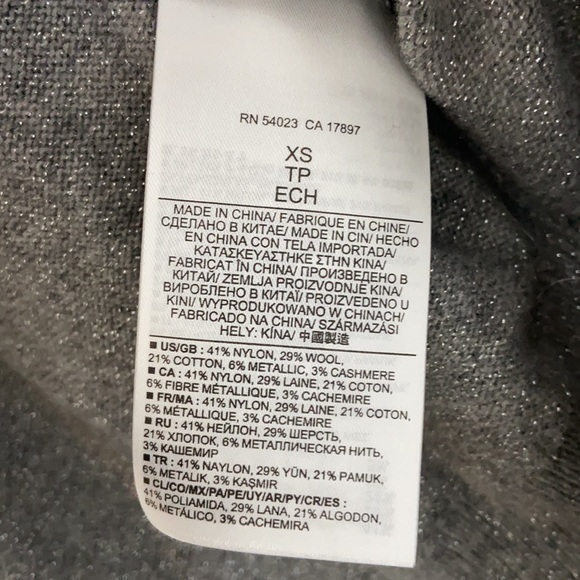 RN 54023 CA 17897
XS
TP
ECH
MADE IN CHINA/ FABRIQUE EN CHINE/
СДЕЛАНО В КИТАЕ/ MADE IN CIN/ HECHO
EN CHINA CON TELA IMPORTADA/
ΚΑΤΑΣΚΕΥΑΣΤΗΚΕ ΣΤΗΝ ΚΙΝΑ/
FABRICAT ÎN CHINA/ ПРОИЗВЕДЕНО В
КИТАЙ/ ZEMLJA PROIZVODNJE KINA/
ВИРОБЛЕНО В КИТАЇ/ PROIZVEDENO U
KINI/ WYPRODUKOWANO W CHINACH/
FABRICADO NA CHINA/ SZÁRMAZÁSI
HELY: KÍNA/ 中國製造
■ US/GB : 41% NYLON, 29% WOOL,
21% COTTON, 6% METALLIC, 3% CASHMERE
■ CA : 41% NYLON, 29% LAINE, 21% COTON,
6% FIBRE MÉTALLIQUE, 3% CACHEMIRE
■ FR/MA : 41% NYLON, 29% LAINE, 21% COTON,
6% MÉTALLIQUE, 3% CACHEMIRE
■ RU : 41% НЕЙЛОН, 29% ШЕРСТЬ,
21% ХЛОПОК, 6% МЕТАЛЛИЧЕСКАЯ НИТЬ,
3% КАШЕМИР
■ TR : 41% NAYLON, 29% YÜN, 21% PAMUK,
6% METALIK, 3% KAŞMIR
■ CL/CO/MX/PA/PE/UY/AR/PY/CR/ES :
41% POLIAMIDA, 29% LANA, 21% ALGODON,
6% METÁLICO, 3% CACHEMIRA